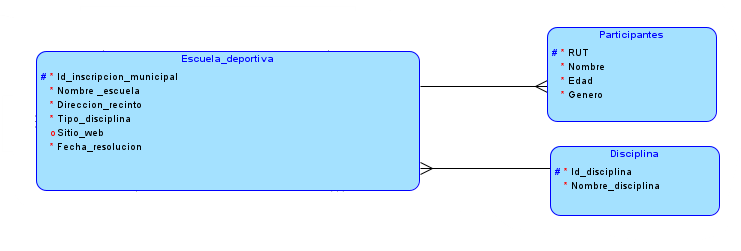 Escuela_deportiva
# * Id_inscripcion_municipal
* Nombre _escuela
* Direccion_recinto
* Tipo_disciplina
o Sitio_web
* Fecha_resolucion
Participantes
# * RUT
* Nombre
* Edad
* Genero
Disciplina
# * Id_disciplina
* Nombre_disciplina